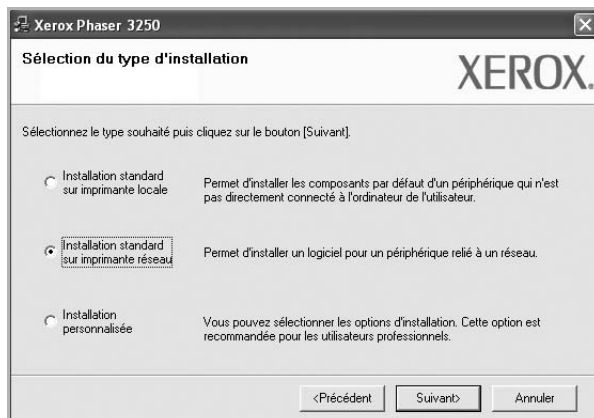 Xerox Phaser 3250
Sélection du type d'installation
XEROX.
Sélectionnez le type souhaité puis cliquez sur le bouton [Suivant].
Installation standard
sur imprimante locale
Permet d'installer les composants par défaut d'un périphérique qui n'est
pas directement connecté à l'ordinateur de l'utilisateur.
Installation standard
sur imprimante réseau
Permet d'installer un logiciel pour un périphérique relié à un réseau.
Installation
personnalisée
Vous pouvez sélectionner les options d'installation. Cette option est
recommandée pour les utilisateurs professionnels.
<Précédent
Suivant>
Annuler